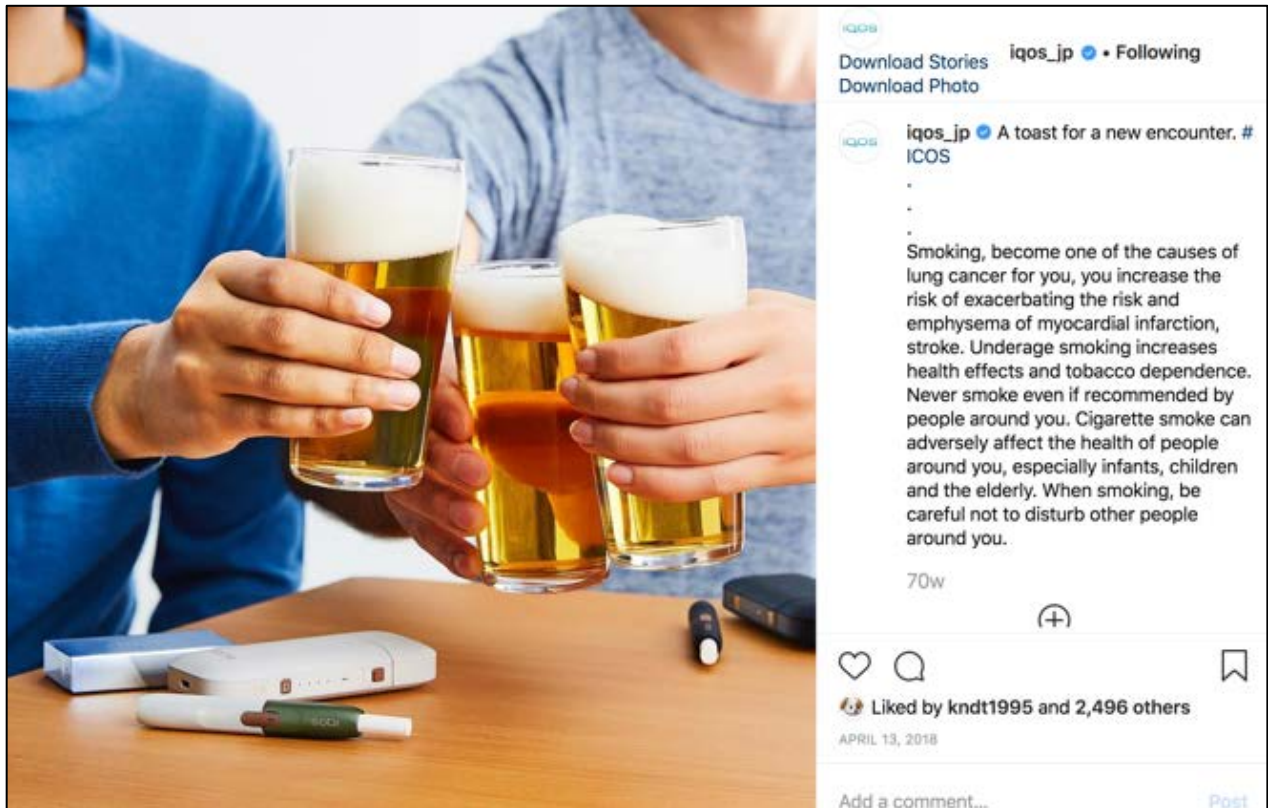 IQOS
Download Stories
Download Photo
iqos_jp • Following
IQOS
iqos_jp A toast for a new encounter. #
ICOS
.
.
.
Smoking, become one of the causes of
lung cancer for you, you increase the
risk of exacerbating the risk and
emphysema of myocardial infarction,
stroke. Underage smoking increases
health effects and tobacco dependence.
Never smoke even if recommended by
people around you. Cigarette smoke can
adversely affect the health of people
around you, especially infants, children
and the elderly. When smoking, be
careful not to disturb other people
around you.
70w
Liked by kndt1995 and 2,496 others
APRIL 13, 2018
Add a comment...
Post
IQOS